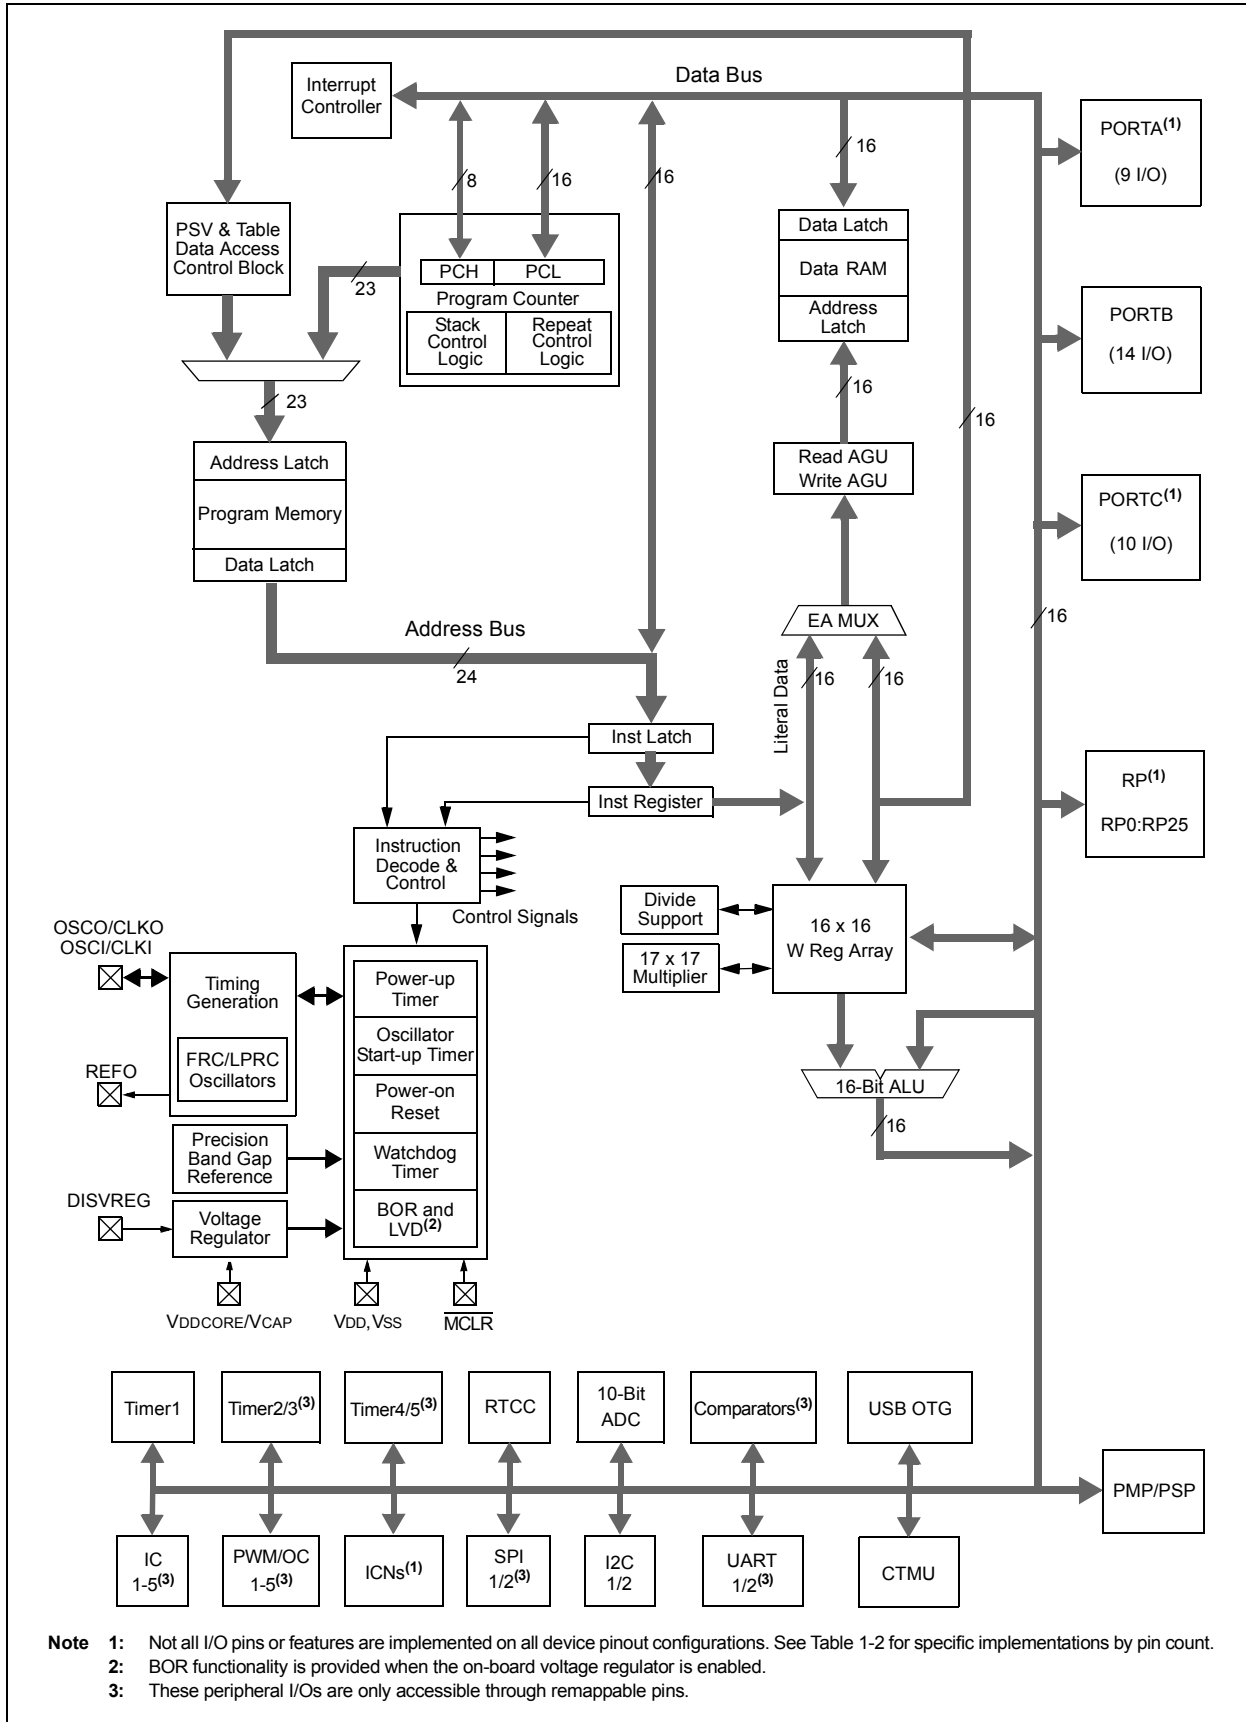 Data Bus
Interrupt
Controller
PORTA(1)
(9 I/O)
16
8
16
16
PSV & Table
Data Access
Control Block
Data Latch
Data RAM
Address
Latch
23
PCH
PCL
Program Counter
Stack
Control
Logic
Repeat
Control
Logic
PORTB
(14 I/O)
16
23
16
Address Latch
Program Memory
Data Latch
Read AGU
Write AGU
PORTC(1)
(10 I/O)
EA MUX
16
Address Bus
24
Literal Data
16
16
Inst Latch
Inst Register
RP(1)
RP0:RP25
Instruction
Decode &
Control
Control Signals
Divide
Support
17 x 17
Multiplier
16 x 16
W Reg Array
OSCO/CLKO
OSCI/CLKI
Timing
Generation
FRC/LPRC
Oscillators
REFO
Power-up
Timer
Oscillator
Start-up Timer
Power-on
Reset
Watchdog
Timer
BOR and
LVD(2)
16-Bit ALU
16
Precision
Band Gap
Reference
DISVREG
Voltage
Regulator
VDDCORE/VCAP
VDD,VSS
MCLR
Timer1
Timer2/3(3)
Timer4/5(3)
RTCC
10-Bit
ADC
Comparators(3)
USB OTG
PMP/PSP
IC
1-5(3)
PWM/OC
1-5(3)
ICNs(1)
SPI
1/2(3)
I2C
1/2
UART
1/2(3)
CTMU
Note 1: Not all I/O pins or features are implemented on all device pinout configurations. See Table 1-2 for specific implementations by pin count.
2: BOR functionality is provided when the on-board voltage regulator is enabled.
3: These peripheral I/Os are only accessible through remappable pins.